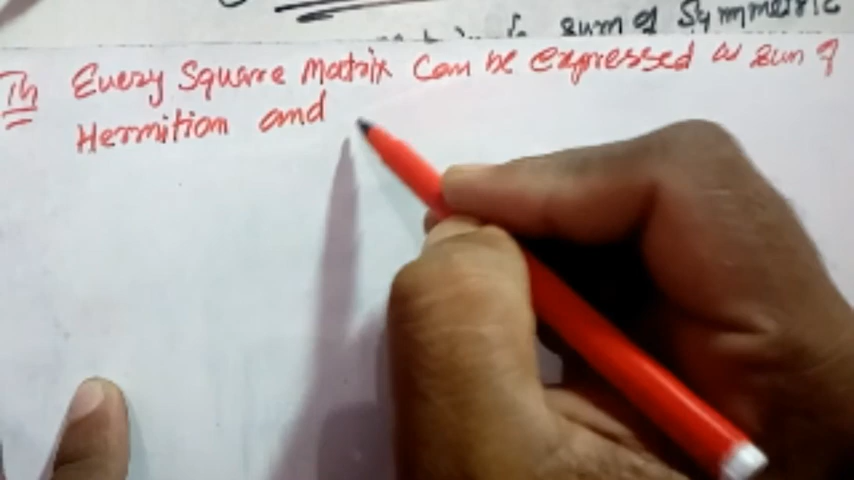 sum of Symmetric
Th Every Square Matrix Can be expressed as sum of
Hermition and